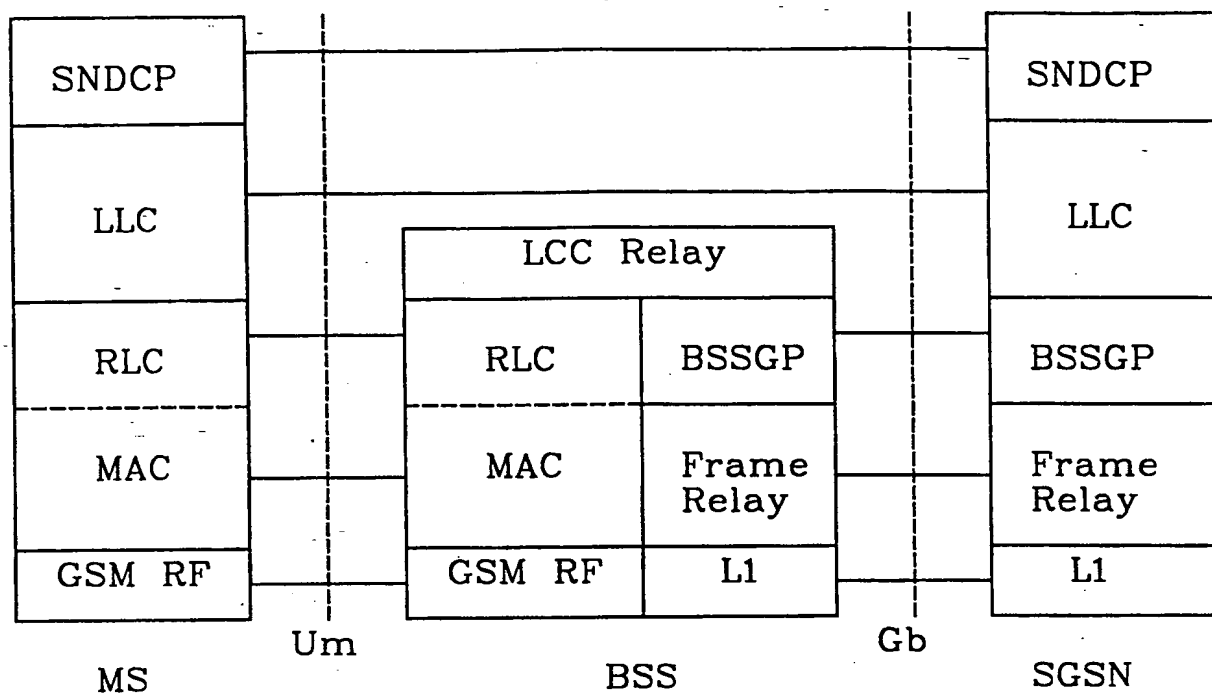 SNDCP
SNDCP
LLC
LLC
LCC Relay
RLC
RLC
BSSGP
BSSGP
MAC
MAC
Frame
Relay
Frame
Relay
GSM RF
GSM RF
L1
L1
Um
Gb
MS
BSS
SGSN